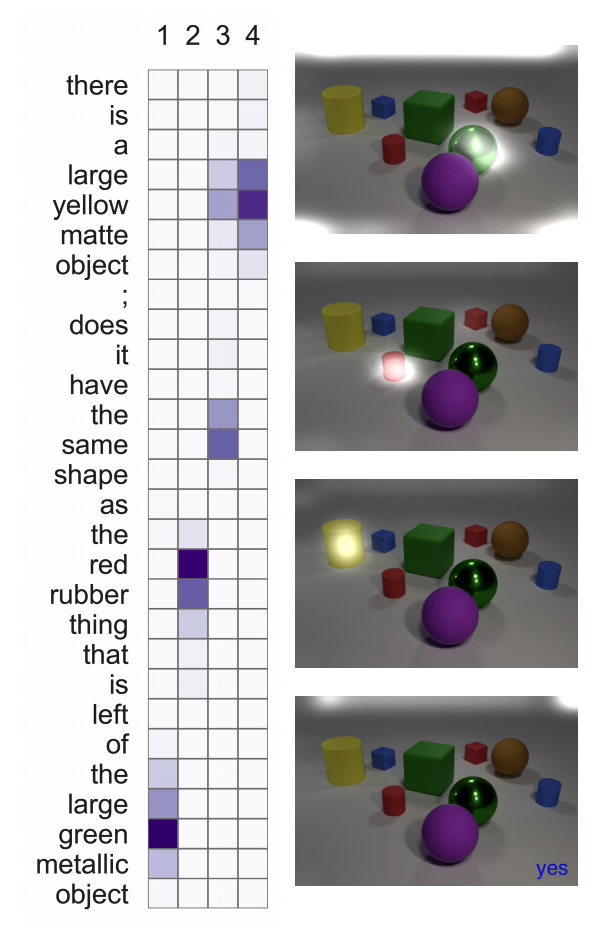 1 2 3 4
there
is
a
large
yellow
matte
object
;
does
it
have
the
same
shape
as
the
red
rubber
thing
that
is
left
of
the
large
green
metallic
object
yes